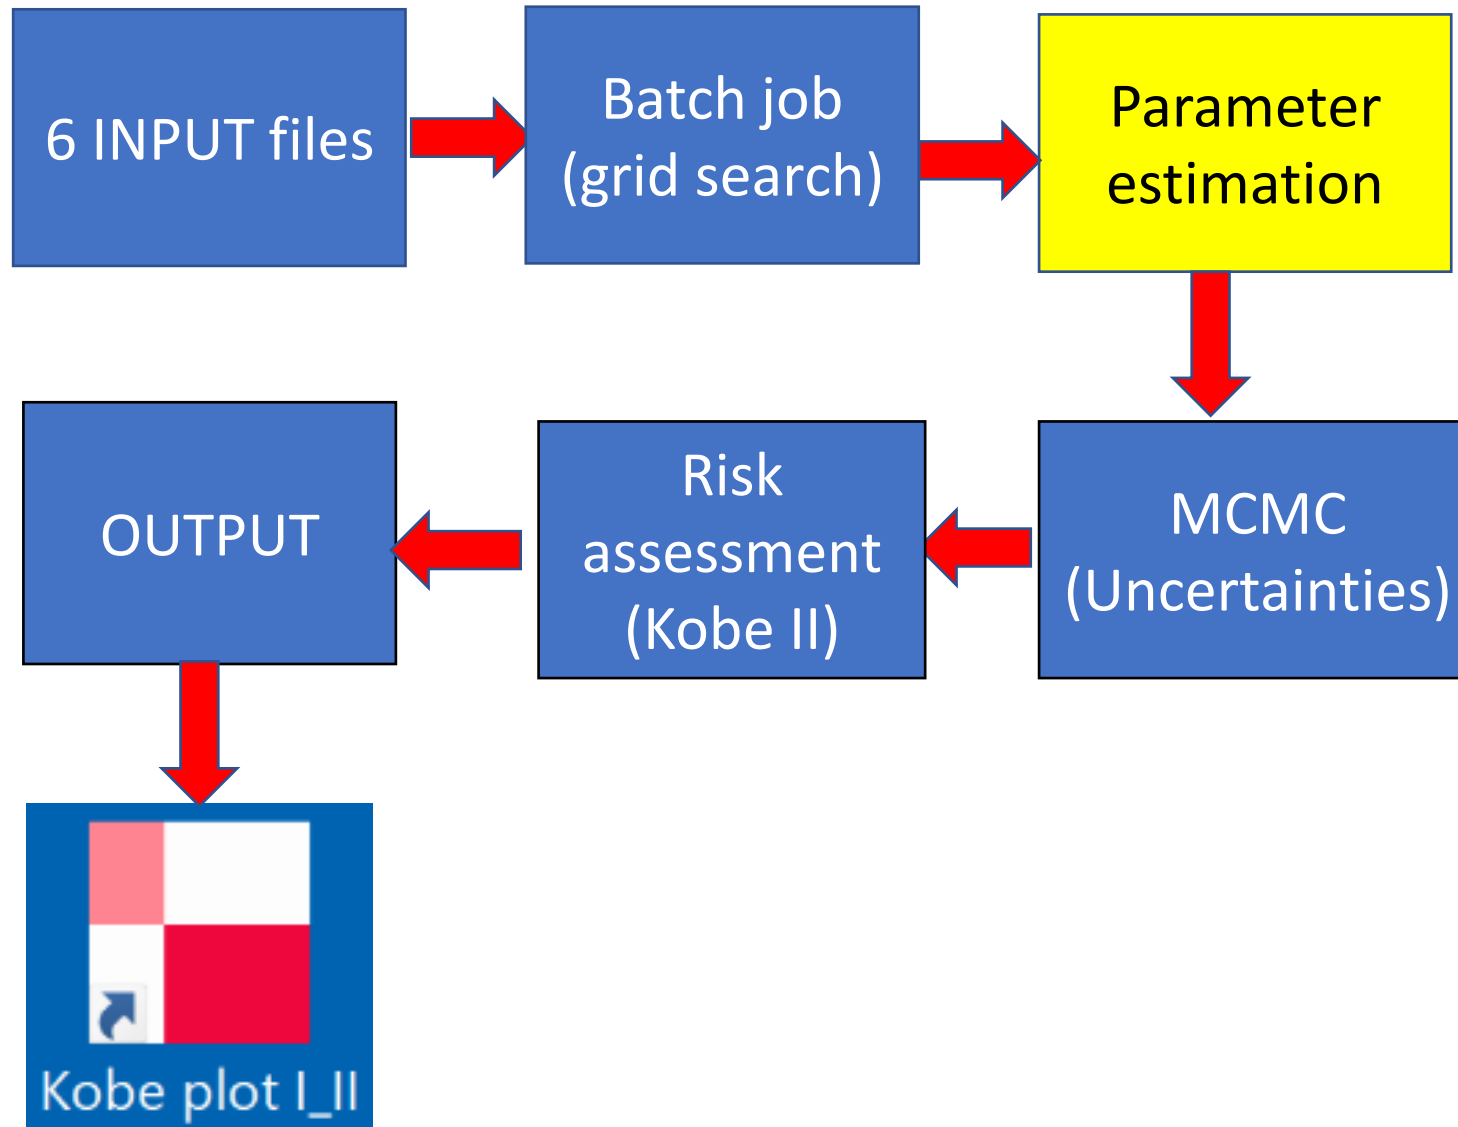 6 INPUT files
Batch job
(grid search)
Parameter
estimation
OUTPUT
Risk
assessment
(Kobe II)
MCMC
(Uncertainties)
Kobe plot I_II